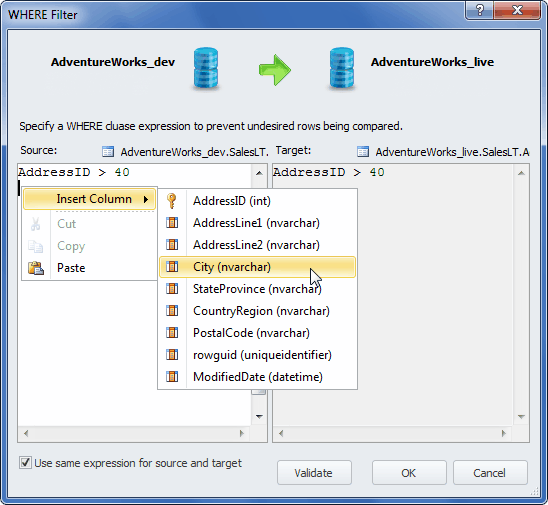 WHERE Filter
AdventureWorks_dev
AdventureWorks_live
Specify a WHERE cluase expression to prevent undesired rows being compared.
Source: AdventureWorks_dev.SalesLT.
Target: AdventureWorks_live.SalesLT.A
AddressID > 40
AddressID > 40
Insert Column
Cut
Copy
Paste
AddressID (int)
AddressLine1 (nvarchar)
AddressLine2 (nvarchar)
City (nvarchar)
StateProvince (nvarchar)
CountryRegion (nvarchar)
PostalCode (nvarchar)
rowguid (uniqueidentifier)
ModifiedDate (datetime)
Use same expression for source and target
Validate
OK
Cancel